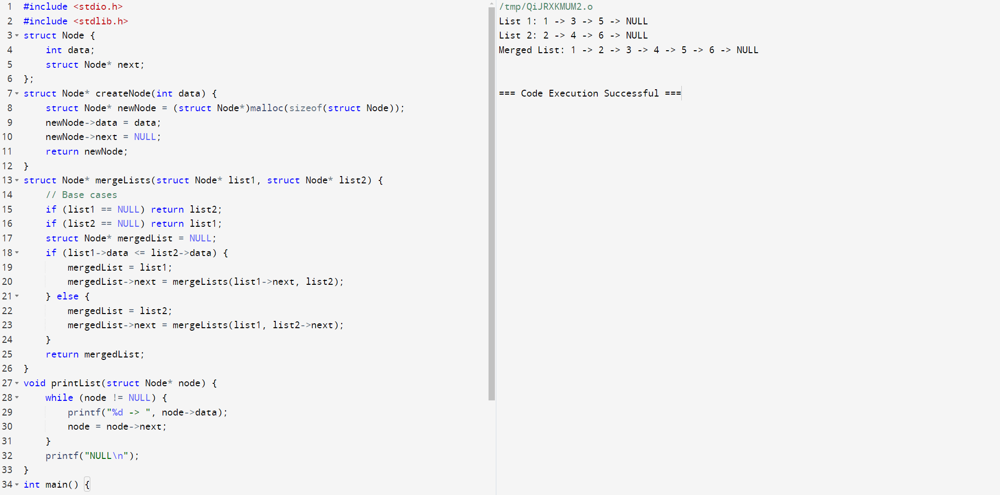 1 #include <stdio.h>
2 #include <stdlib.h>
3 struct Node {
4     int data;
5     struct Node* next;
6 };
7 struct Node* createNode(int data) {
8     struct Node* newNode = (struct Node*)malloc(sizeof(struct Node));
9     newNode->data = data;
10     newNode->next = NULL;
11     return newNode;
12 }
13 struct Node* mergeLists(struct Node* list1, struct Node* list2) {
14     // Base cases
15     if (list1 == NULL) return list2;
16     if (list2 == NULL) return list1;
17     struct Node* mergedList = NULL;
18     if (list1->data <= list2->data) {
19         mergedList = list1;
20         mergedList->next = mergeLists(list1->next, list2);
21     } else {
22         mergedList = list2;
23         mergedList->next = mergeLists(list1, list2->next);
24     }
25     return mergedList;
26 }
27 void printList(struct Node* node) {
28     while (node != NULL) {
29         printf("%d -> ", node->data);
30         node = node->next;
31     }
32     printf("NULL\n");
33 }
34 int main() {
/tmp/QiJRXKMUM2.o
List 1: 1 -> 3 -> 5 -> NULL
List 2: 2 -> 4 -> 6 -> NULL
Merged List: 1 -> 2 -> 3 -> 4 -> 5 -> 6 -> NULL
=== Code Execution Successful ===